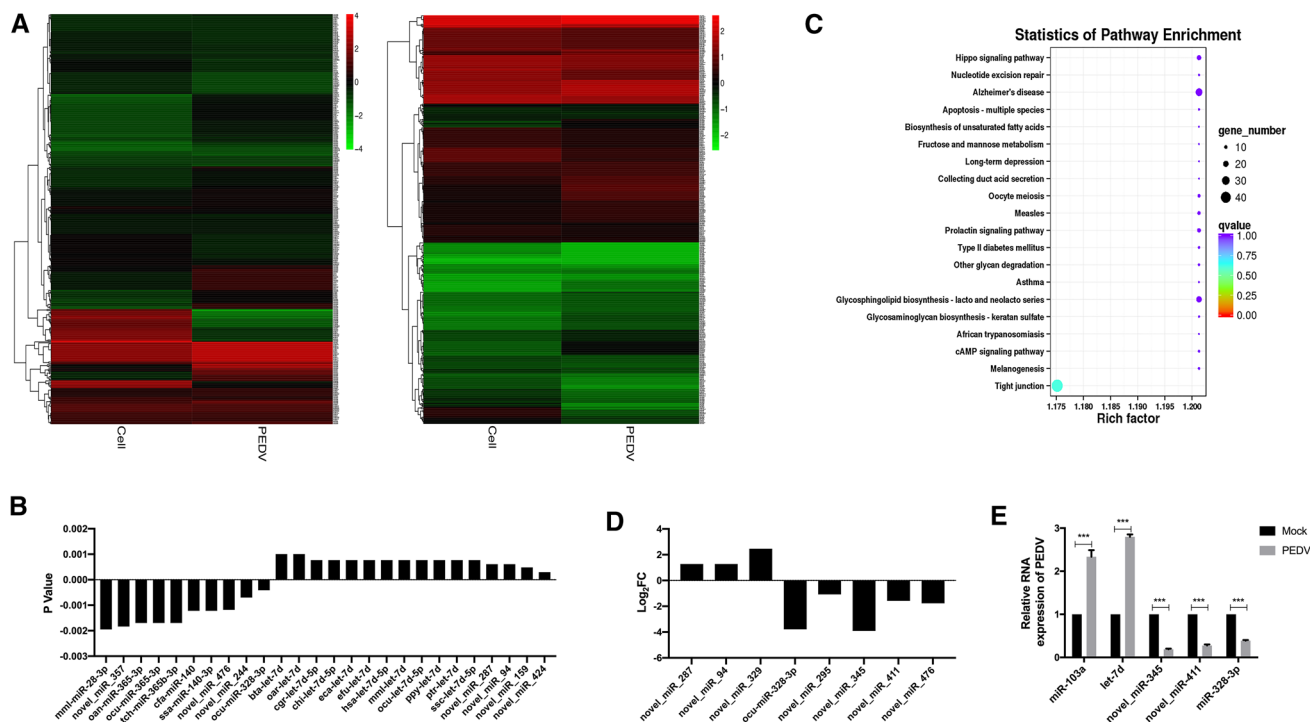 A
4
2
0
−2
−4
Cell
PEDV
2
1
0
−1
−2
Cell
PEDV
C
Statistics of Pathway Enrichment
Hippo signaling pathway
Nucleotide excision repair
Alzheimer's disease
Apoptosis - multiple species
Biosynthesis of unsaturated fatty acids
Fructose and mannose metabolism
Long-term depression
Collecting duct acid secretion
Oocyte meiosis
Measles
Prolactin signaling pathway
Type II diabetes mellitus
Other glycan degradation
Asthma
Glycosphingolipid biosynthesis - lacto and neolacto series
Glycosaminoglycan biosynthesis - keratan sulfate
African trypanosomiasis
cAMP signaling pathway
Melanogenesis
Tight junction
1.175 1.180 1.185 1.190 1.195 1.200
Rich factor
gene_number
10
20
30
40
qvalue
1.00
0.75
0.50
0.25
0.00
B
P Value
0.002
0.001
0.000
-0.001
-0.002
-0.003
mml-miR-28-3p
novel_miR_357
oan-miR-365-3p
ocu-miR-365-3p
tch-miR-365b-3p
cfa-miR-140
ssa-miR-140-3p
novel_miR_476
novel_miR_244
ocu-miR-328-3p
bta-let-7d
oar-let-7d
cgr-let-7d-5p
chi-let-7d-5p
eca-let-7d
efu-let-7d
hsa-let-7d-5p
mml-let-7d
ocu-let-7d-5p
ppy-let-7d
ptr-let-7d
ssc-let-7d-5p
novel_miR_287
novel_miR_94
novel_miR_159
novel_miR_424
D
Log2FC
4
2
0
-2
-4
-6
novel_miR_287
novel_miR_94
novel_miR_329
ocu-miR-328-3p
novel_miR_295
novel_miR_345
novel_miR_411
novel_miR_476
E
Relative RNA
expression of PEDV
3
2
1
0
***
***
***
***
***
miR-103a
let-7d
novel_miR-345
novel_miR-411
miR-328-3p
Mock
PEDV